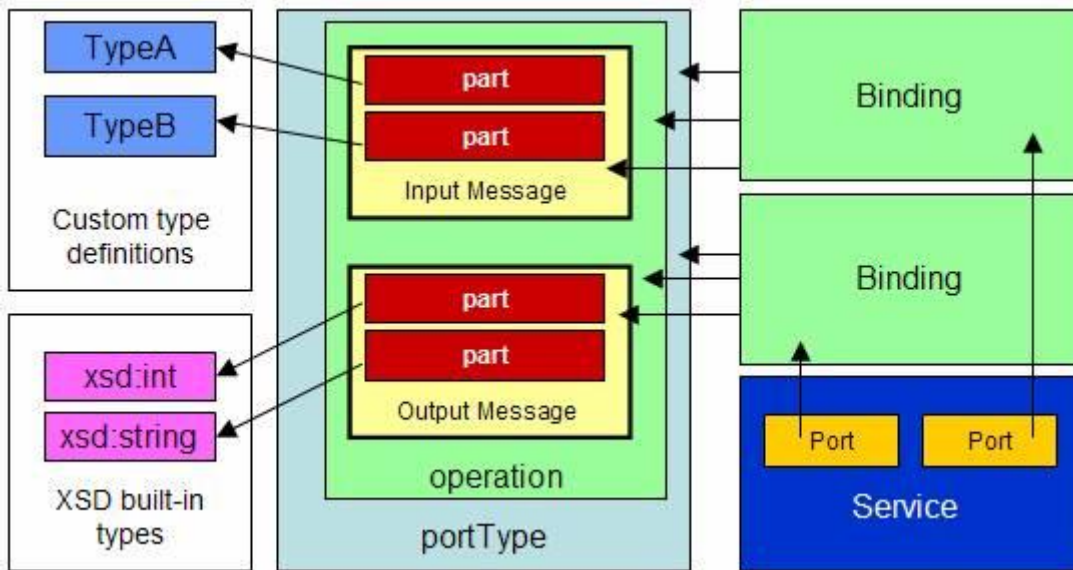 TypeA
TypeB
Custom type
definitions
xsd:int
xsd:string
XSD built-in
types
part
part
Input Message
part
part
Output Message
operation
portType
Binding
Binding
Port
Port
Service